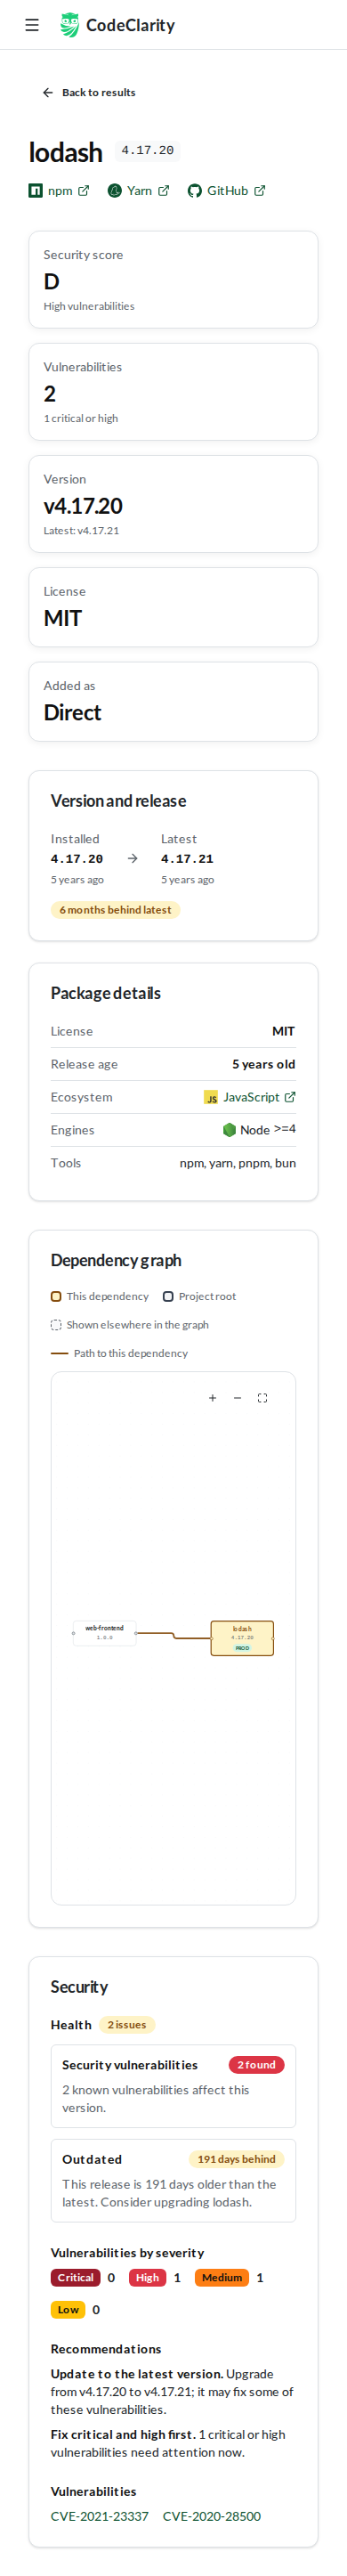 CodeClarity
Back to results
lodash 4.17.20
npm Yarn GitHub
Security score
D
High vulnerabilities
Vulnerabilities
2
1 critical or high
Version
v4.17.20
Latest: v4.17.21
License
MIT
Added as
Direct
Version and release
Installed Latest
4.17.20 4.17.21
5 years ago 5 years ago
6 months behind latest
Package details
License MIT
Release age 5 years old
Ecosystem JS JavaScript
Engines Node >=4
Tools npm, yarn, pnpm, bun
Dependency graph
This dependency Project root
Shown elsewhere in the graph
Path to this dependency
web-frontend
1.0.0
lodash
4.17.20
PROD
Security
Health 2 issues
Security vulnerabilities 2 found
2 known vulnerabilities affect this
version.
Outdated 191 days behind
This release is 191 days older than the
latest. Consider upgrading lodash.
Vulnerabilities by severity
Critical 0 High 1 Medium 1
Low 0
Recommendations
Update to the latest version. Upgrade
from v4.17.20 to v4.17.21; it may fix some of
these vulnerabilities.
Fix critical and high first. 1 critical or high
vulnerabilities need attention now.
Vulnerabilities
CVE-2021-23337 CVE-2020-28500